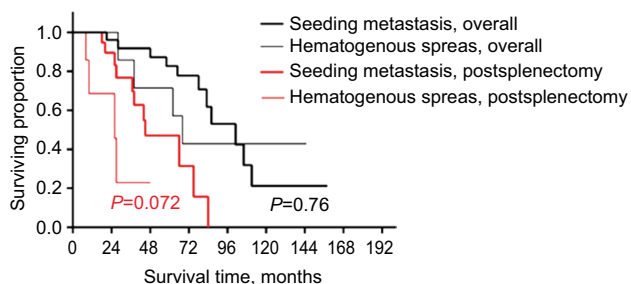 Seeding metastasis, overall
Hematogenous spreas, overall
Seeding metastasis, postsplenectomy
Hematogenous spreas, postsplenectomy
Surviving proportion
1.0
0.8
0.6
0.4
0.2
0.0
P=0.072
P=0.76
0 24 48 72 96 120 144 168 192
Survival time, months